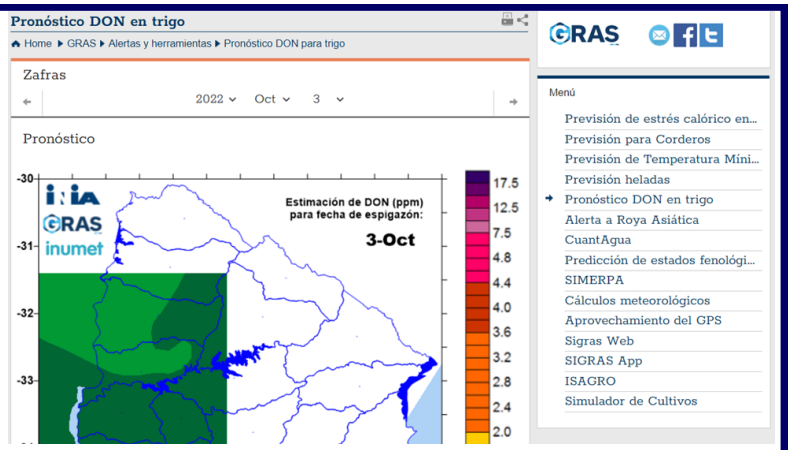 Pronóstico DON en trigo
Home GRAS Alertas y herramientas Pronóstico DON para trigo
Zafras
2022 Oct 3
Pronóstico
-30
-31
-32
-33
INIA
GRAS
inumet
Estimación de DON (ppm)
para fecha de espigazón:
3-Oct
17.5
12.5
7.5
4.8
4.4
4.0
3.6
3.2
2.8
2.4
2.0
GRAS
Menú
Previsión de estrés calórico en...
Previsión para Corderos
Previsión de Temperatura Míni...
Previsión heladas
Pronóstico DON en trigo
Alerta a Roya Asiática
CuantAgua
Predicción de estados fenológi...
SIMERPA
Cálculos meteorológicos
Aprovechamiento del GPS
Sigras Web
SIGRAS App
ISAGRO
Simulador de Cultivos